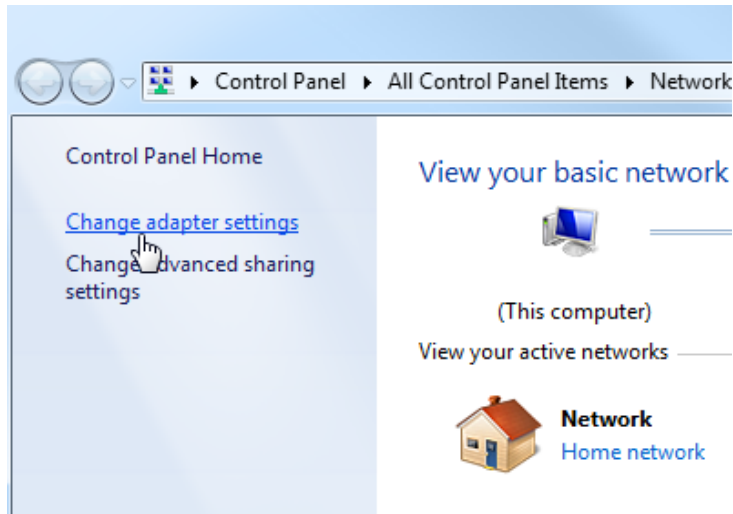 Control Panel ▸ All Control Panel Items ▸ Network
Control Panel Home
Change adapter settings
Change advanced sharing
settings
View your basic network
(This computer)
View your active networks
Network
Home network